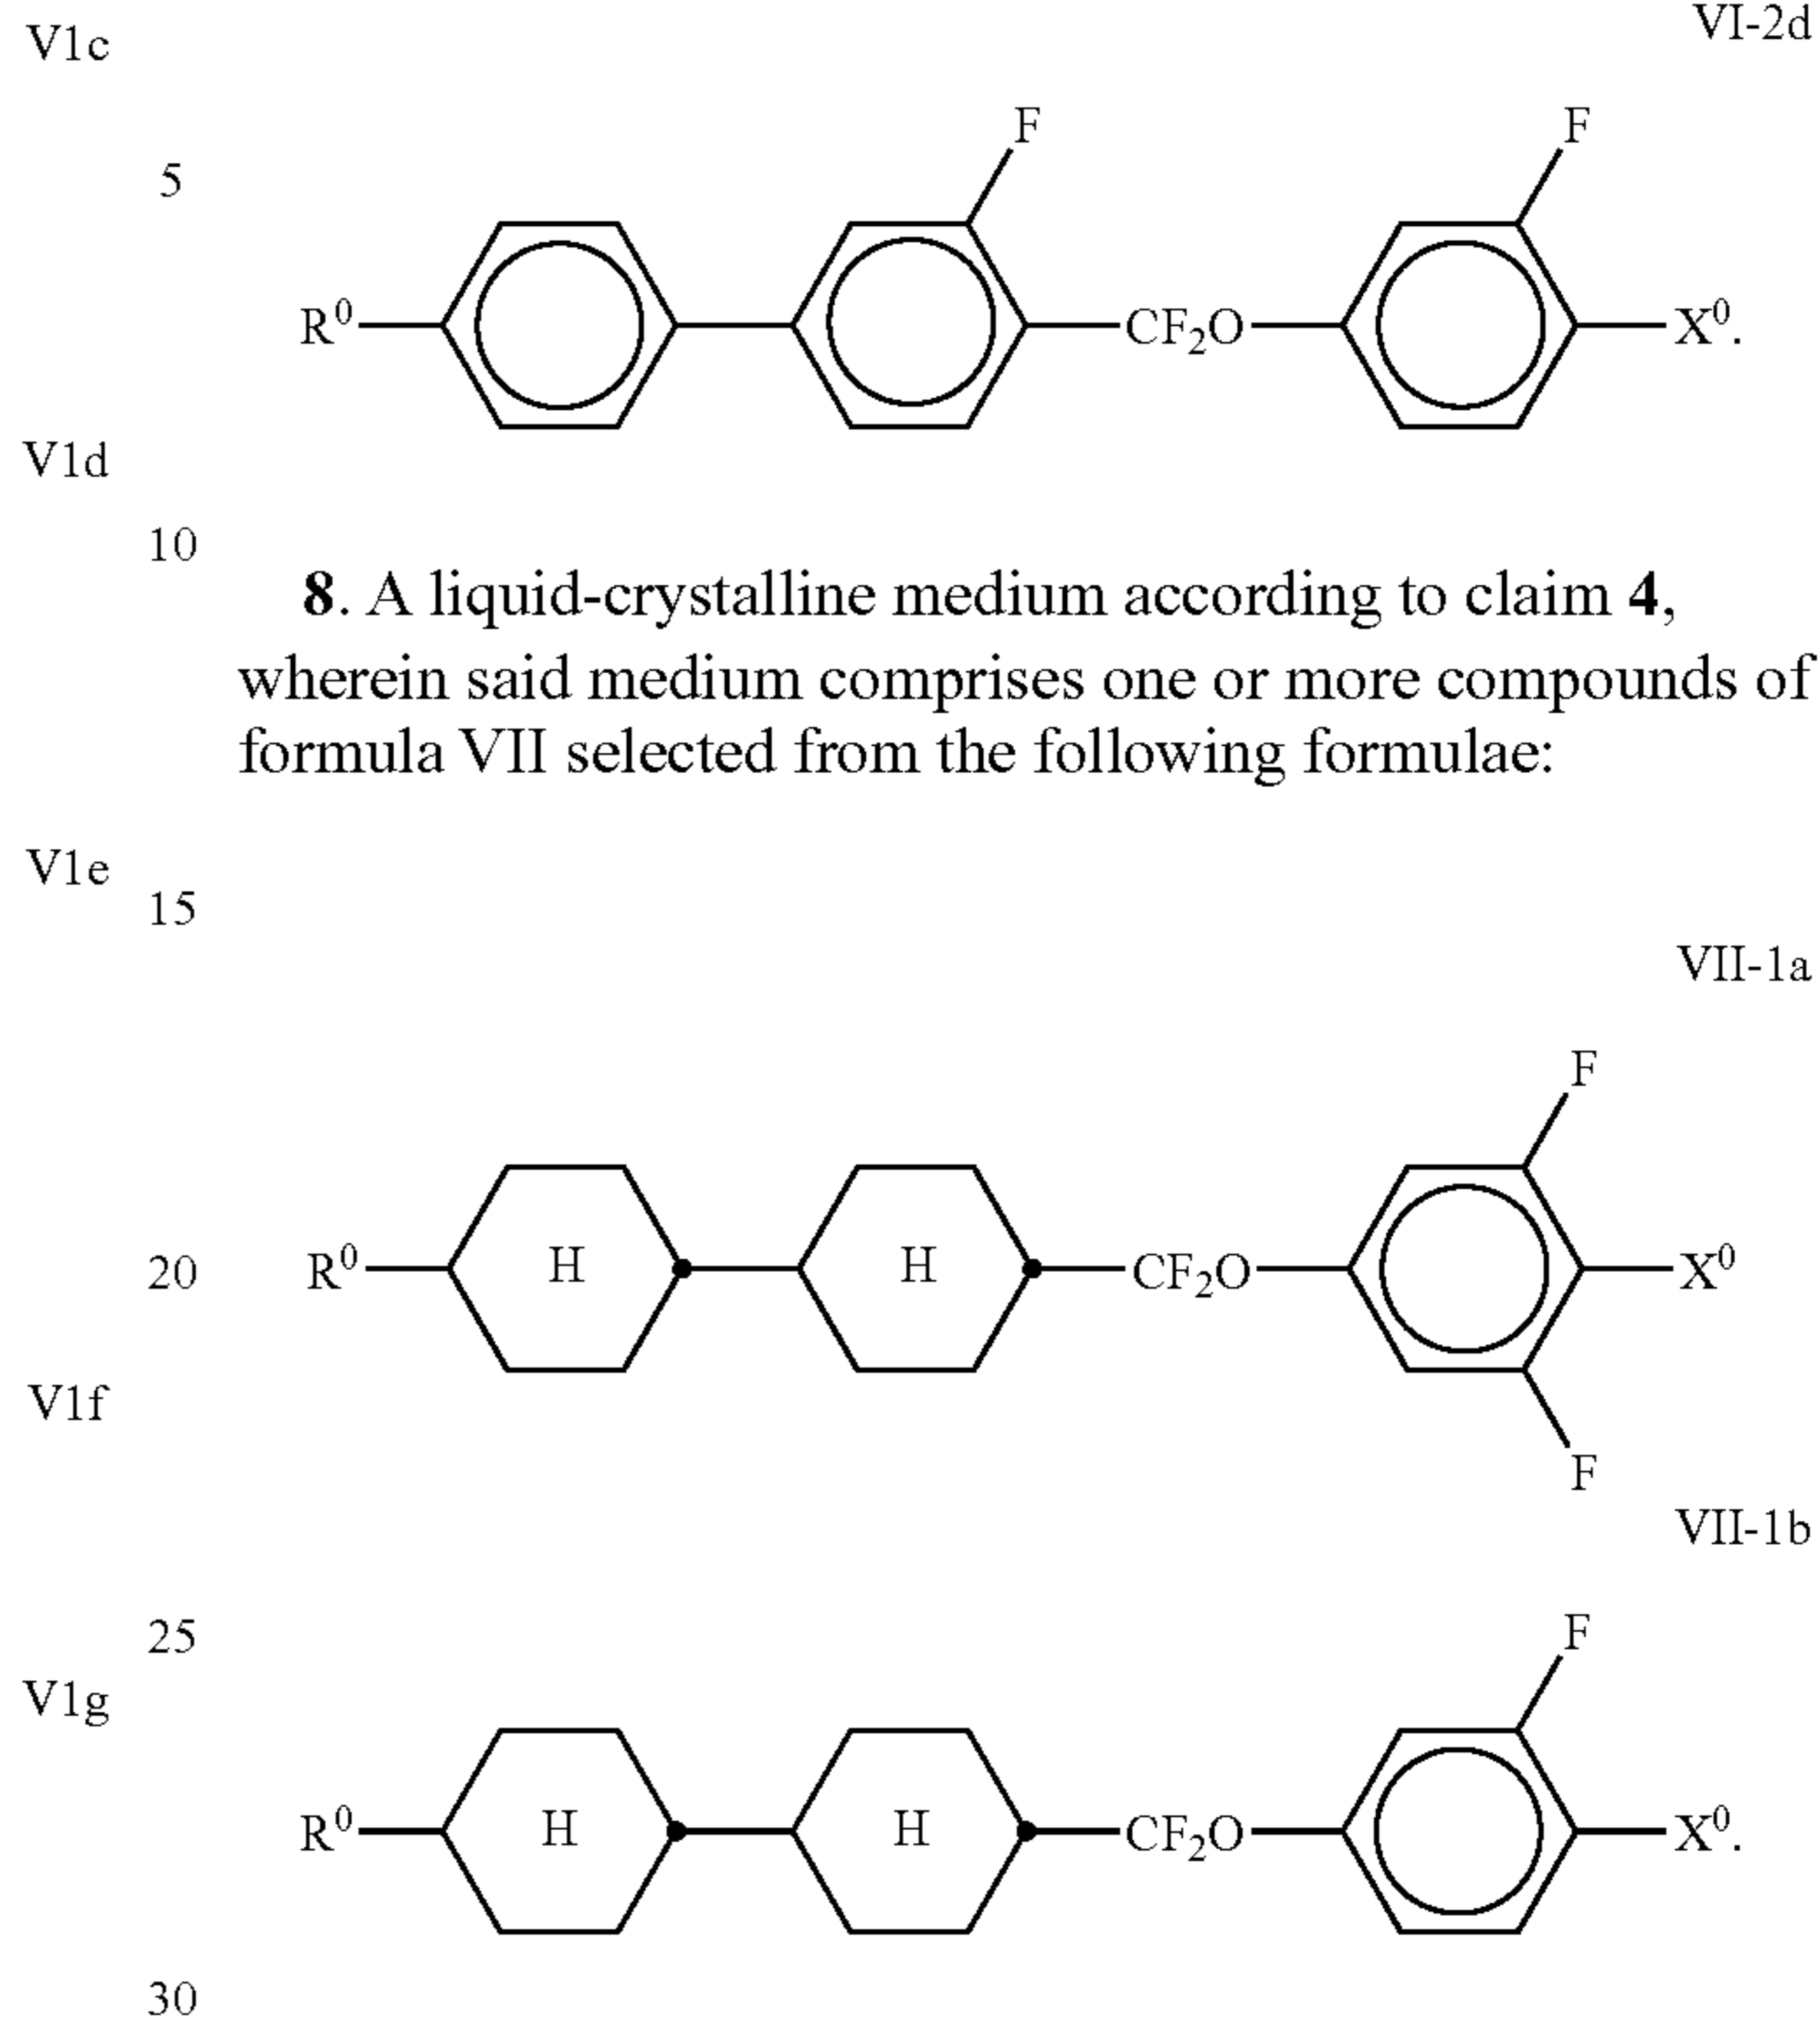 V1c
VI-2d
F
F
5
R⁰
CF₂O
X⁰.
V1d
10
8. A liquid-crystalline medium according to claim 4,
wherein said medium comprises one or more compounds of
formula VII selected from the following formulae:
V1e
15
VII-1a
F
20
R⁰
H
H
CF₂O
X⁰
V1f
F
VII-1b
25
F
V1g
R⁰
H
H
CF₂O
X⁰.
30